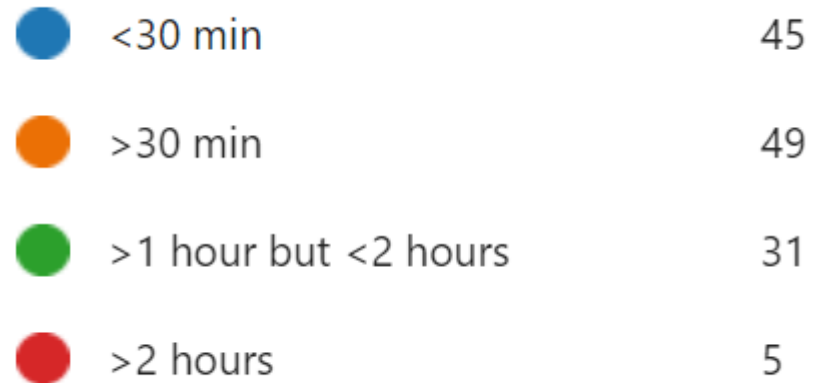 <30 min 45
>30 min 49
>1 hour but <2 hours 31
>2 hours 5